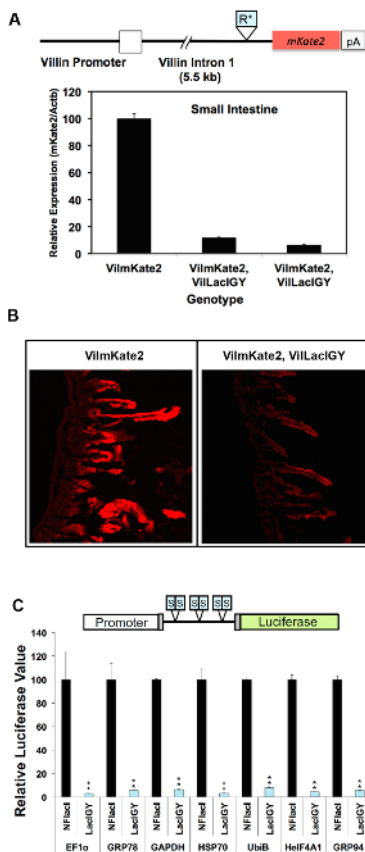 A
R*
mKate2
pA
Villin Promoter
Villin Intron 1
(5.5 kb)
Small Intestine
Relative Expression (mKate2/Actb)
120
100
80
60
40
20
0
VilmKate2
VilmKate2, VilLacIGY
VilmKate2, VilLacIGY
Genotype
B
VilmKate2
VilmKate2, VilLacIGY
C
S S S S S S
Promoter
Luciferase
Relative Luciferase Value
140
120
100
80
60
40
20
0
** ** ** ** ** ** **
NFlacI LacIGY NFlacI LacIGY NFlacI LacIGY NFlacI LacIGY NFlacI LacIGY NFlacI LacIGY NFlacI LacIGY
EF1α GRP78 GAPDH HSP70 UbiB HeIF4A1 GRP94